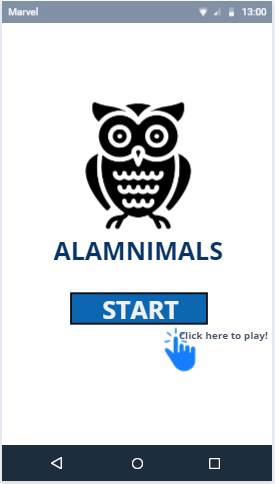 Marvel 13:00
ALAMNIMALS
START
Click here to play!